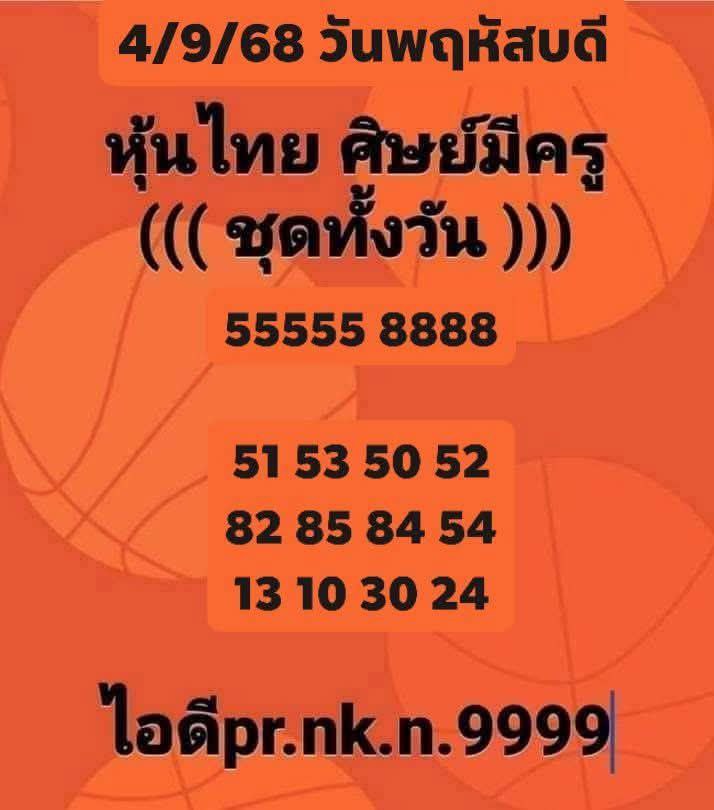 4/9/68 วันพฤหัสบดี
หุ้นไทย ศิษย์มีครู
((( ชุดทั้งวัน )))
55555 8888
51 53 50 52
82 85 84 54
13 10 30 24
ไอดีpr.nk.n.9999